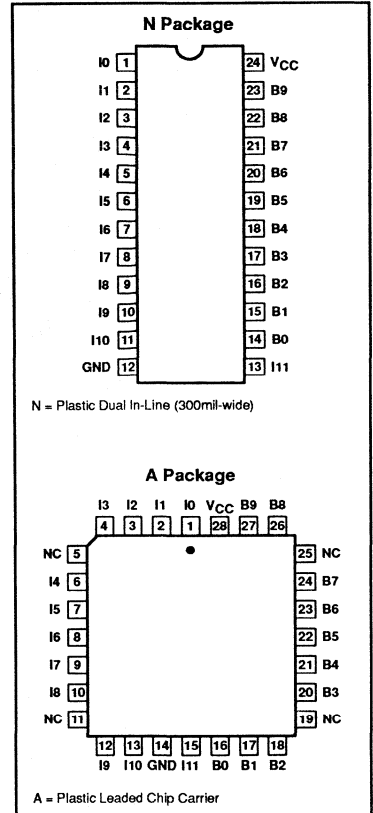 N Package
I0 1 24 VCC
I1 2 23 B9
I2 3 22 B8
I3 4 21 B7
I4 5 20 B6
I5 6 19 B5
I6 7 18 B4
I7 8 17 B3
I8 9 16 B2
I9 10 15 B1
I10 11 14 B0
GND 12 13 I11
N = Plastic Dual In-Line (300mil-wide)
A Package
I3 I2 I1 I0 VCC B9 B8
4 3 2 1 28 27 26
NC 5 25 NC
I4 6 24 B7
I5 7 23 B6
I6 8 22 B5
I7 9 21 B4
I8 10 20 B3
NC 11 19 NC
12 13 14 15 16 17 18
I9 I10 GND I11 B0 B1 B2
A = Plastic Leaded Chip Carrier